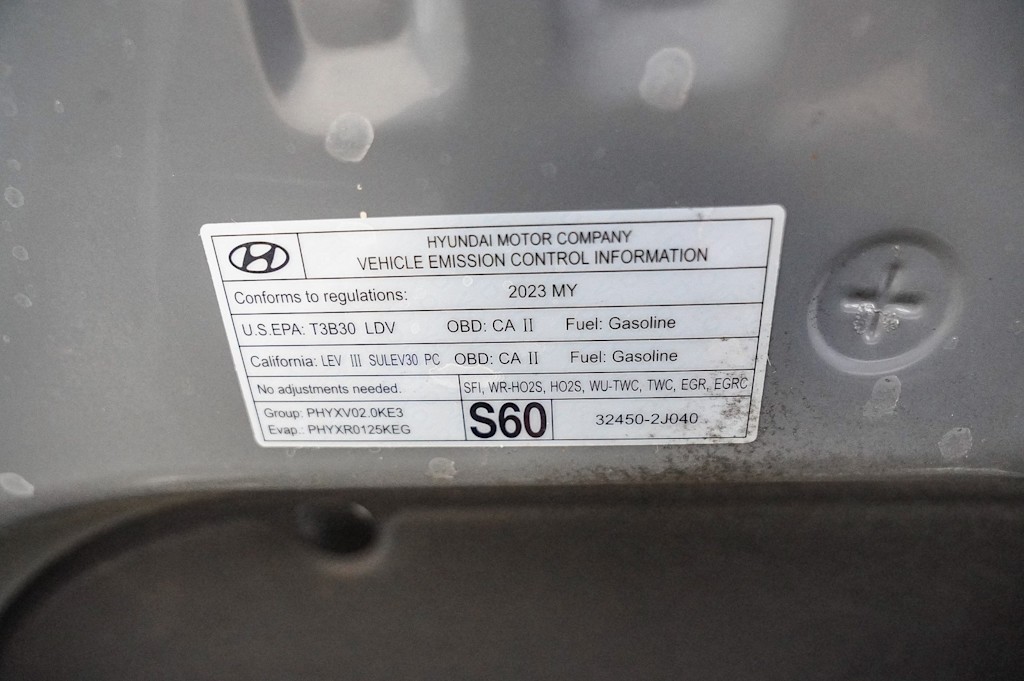 HYUNDAI MOTOR COMPANY
VEHICLE EMISSION CONTROL INFORMATION
Conforms to regulations: 2023 MY
U.S.EPA: T3B30 LDV OBD: CA II Fuel: Gasoline
California: LEV III SULEV30 PC OBD: CA II Fuel: Gasoline
No adjustments needed. SFI, WR-HO2S, HO2S, WU-TWC, TWC, EGR, EGRC
Group: PHYXV02.0KE3
Evap.: PHYXR0125KEG
S60
32450-2J040